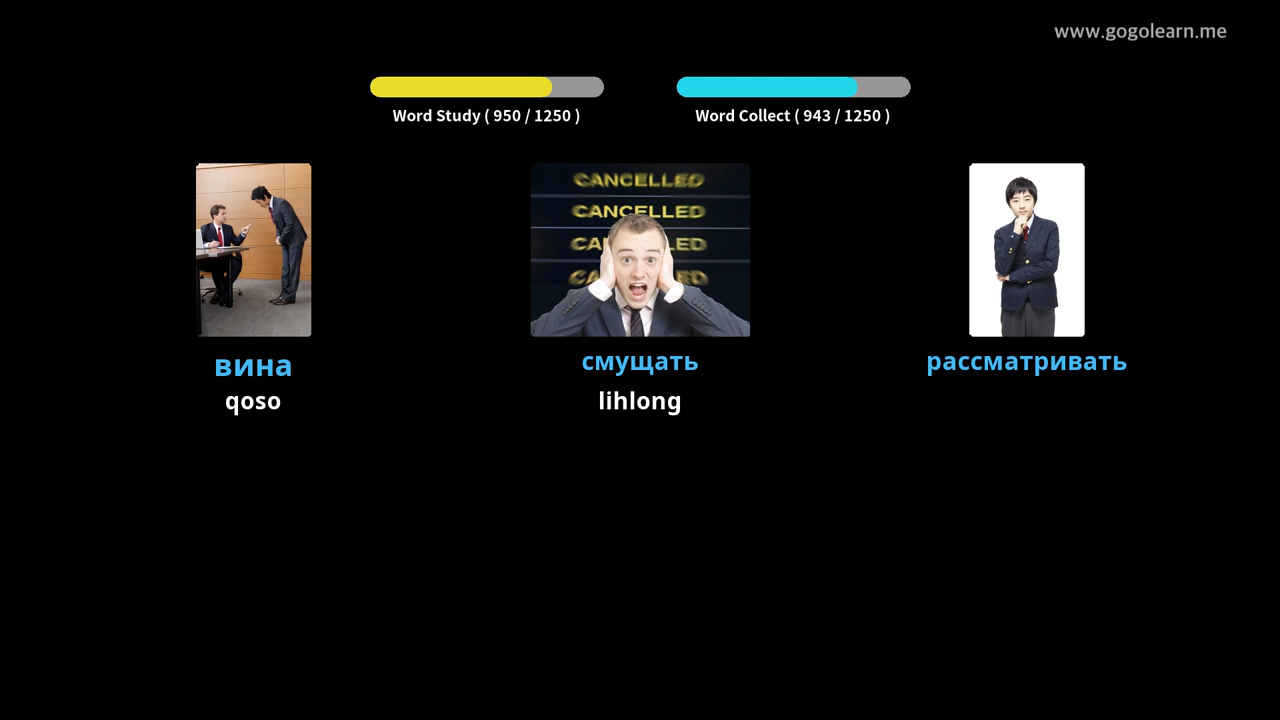 www.gogolearn.me
Word Study ( 950 / 1250 )
Word Collect ( 943 / 1250 )
CANCELLED
CANCELLED
вина
смущать
рассматривать
qoso
lihlong